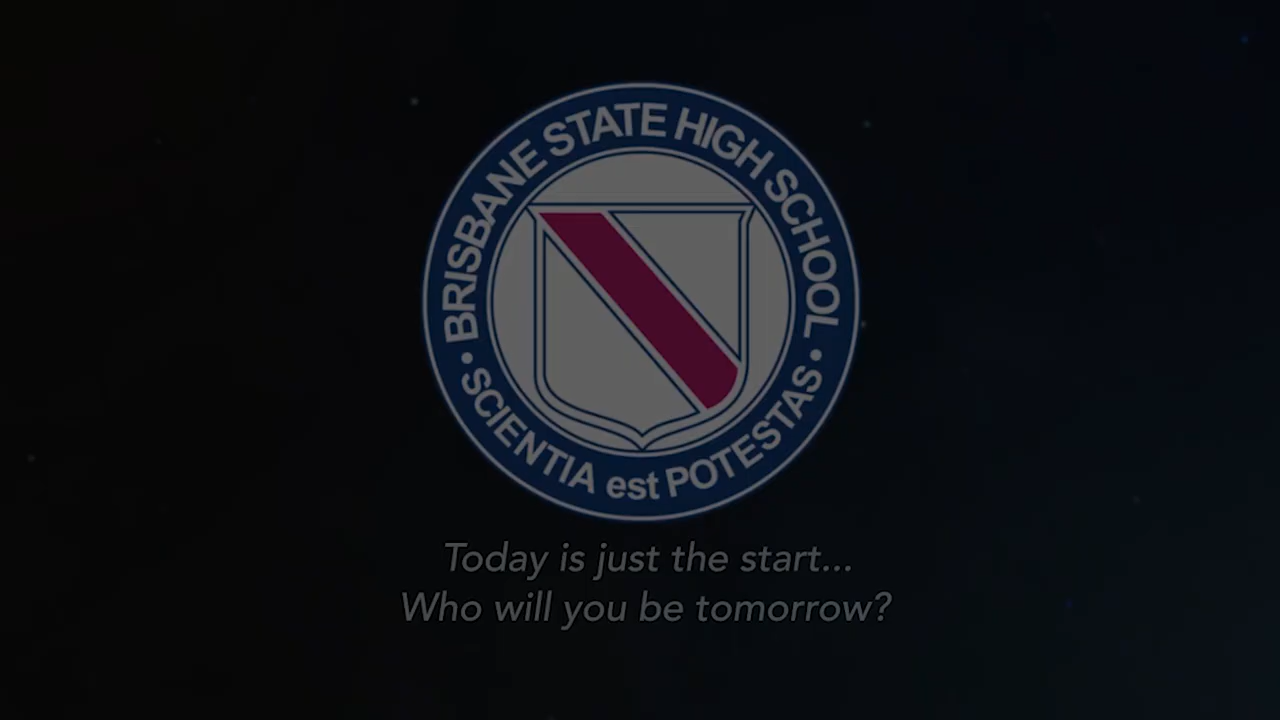 BRISBANE STATE HIGH SCHOOL
• SCIENTIA est POTESTAS •
Today is just the start...
Who will you be tomorrow?